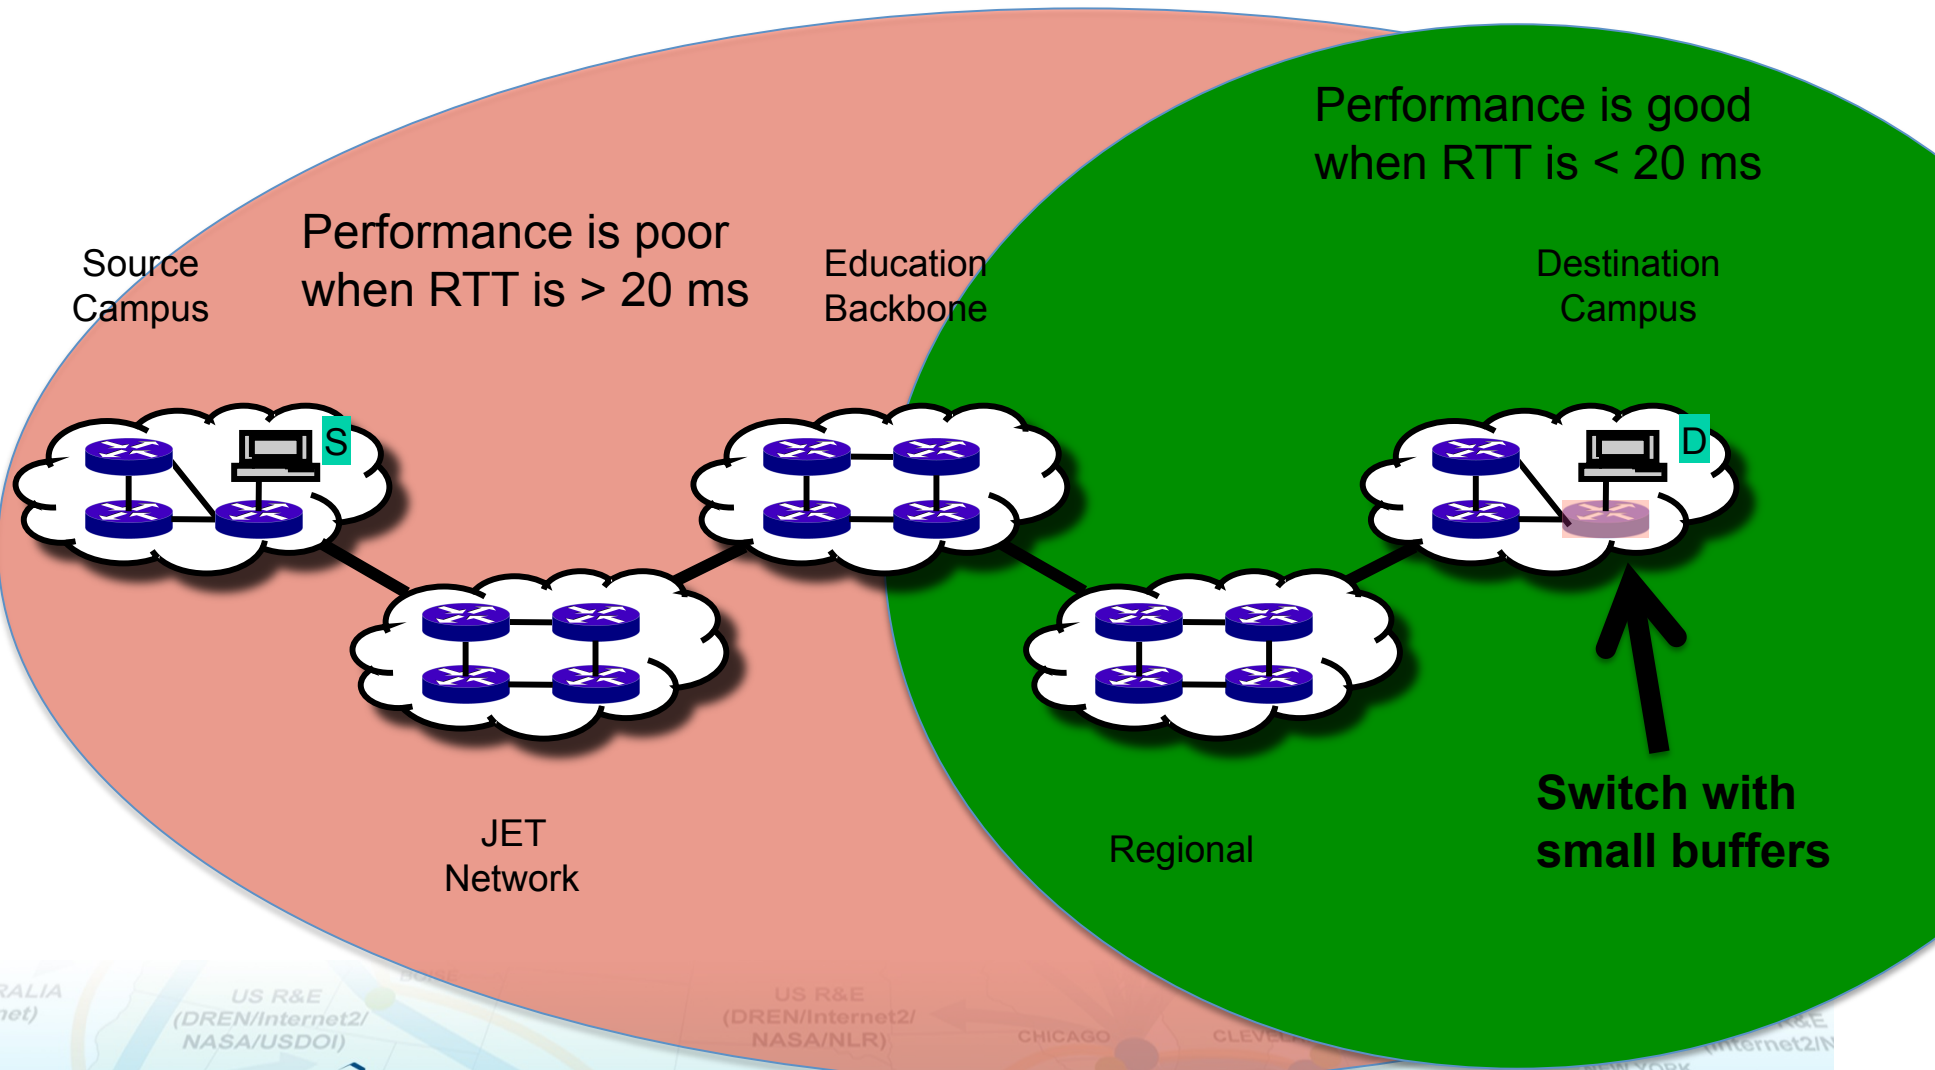 Performance is good
when RTT is < 20 ms
Performance is poor
when RTT is > 20 ms
Source
Campus
Education
Backbone
Destination
Campus
S
D
JET
Network
Regional
Switch with
small buffers
RALIA
net)
US R&E
(DREN/Internet2/
NASA/USDOI)
US R&E
(DREN/Internet2/
NASA/NLR)
CHICAGO